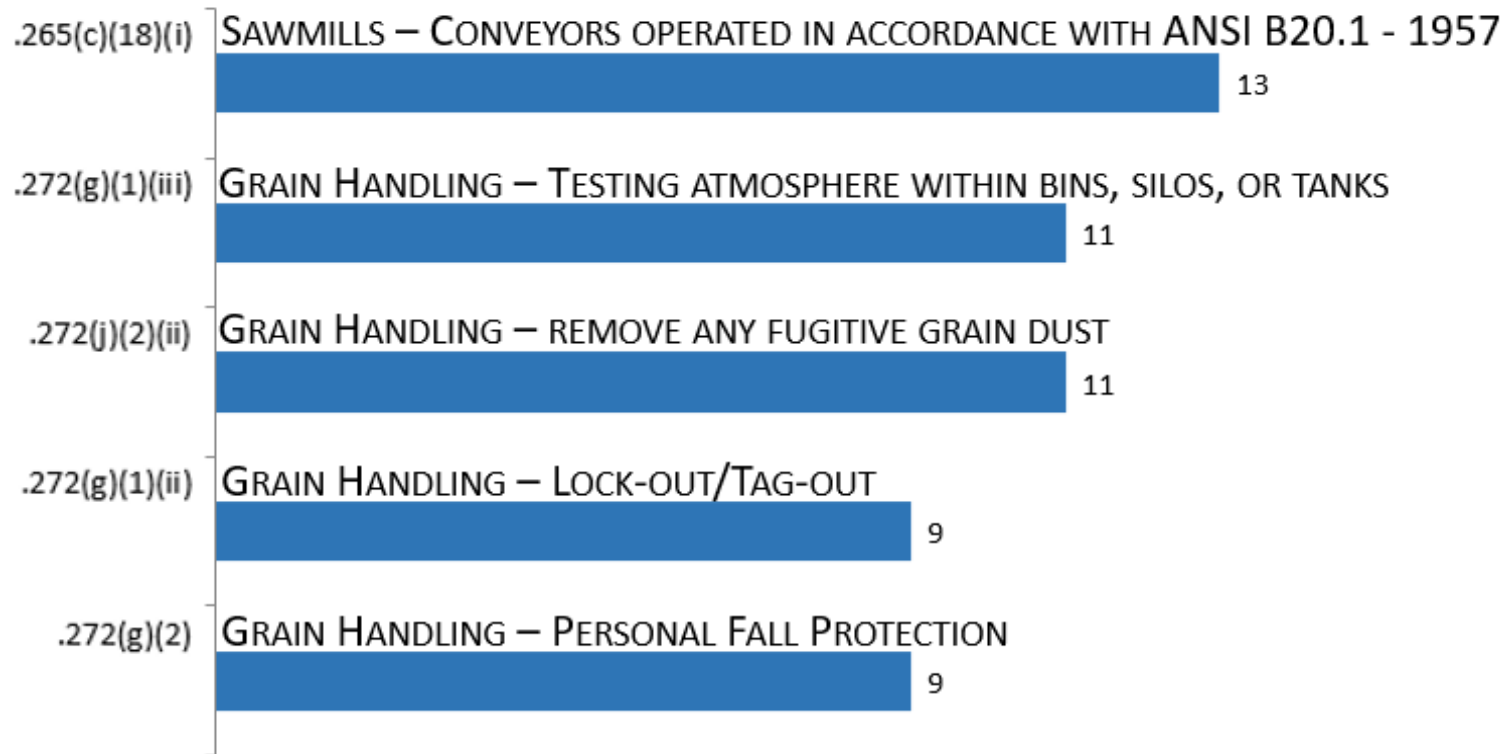 .265(c)(18)(i) Sawmills – Conveyors operated in accordance with ANSI B20.1 - 1957
13
.272(g)(1)(iii) Grain Handling – Testing atmosphere within bins, silos, or tanks
11
.272(j)(2)(ii) Grain Handling – remove any fugitive grain dust
11
.272(g)(1)(ii) Grain Handling – Lock-out/Tag-out
9
.272(g)(2) Grain Handling – Personal Fall Protection
9